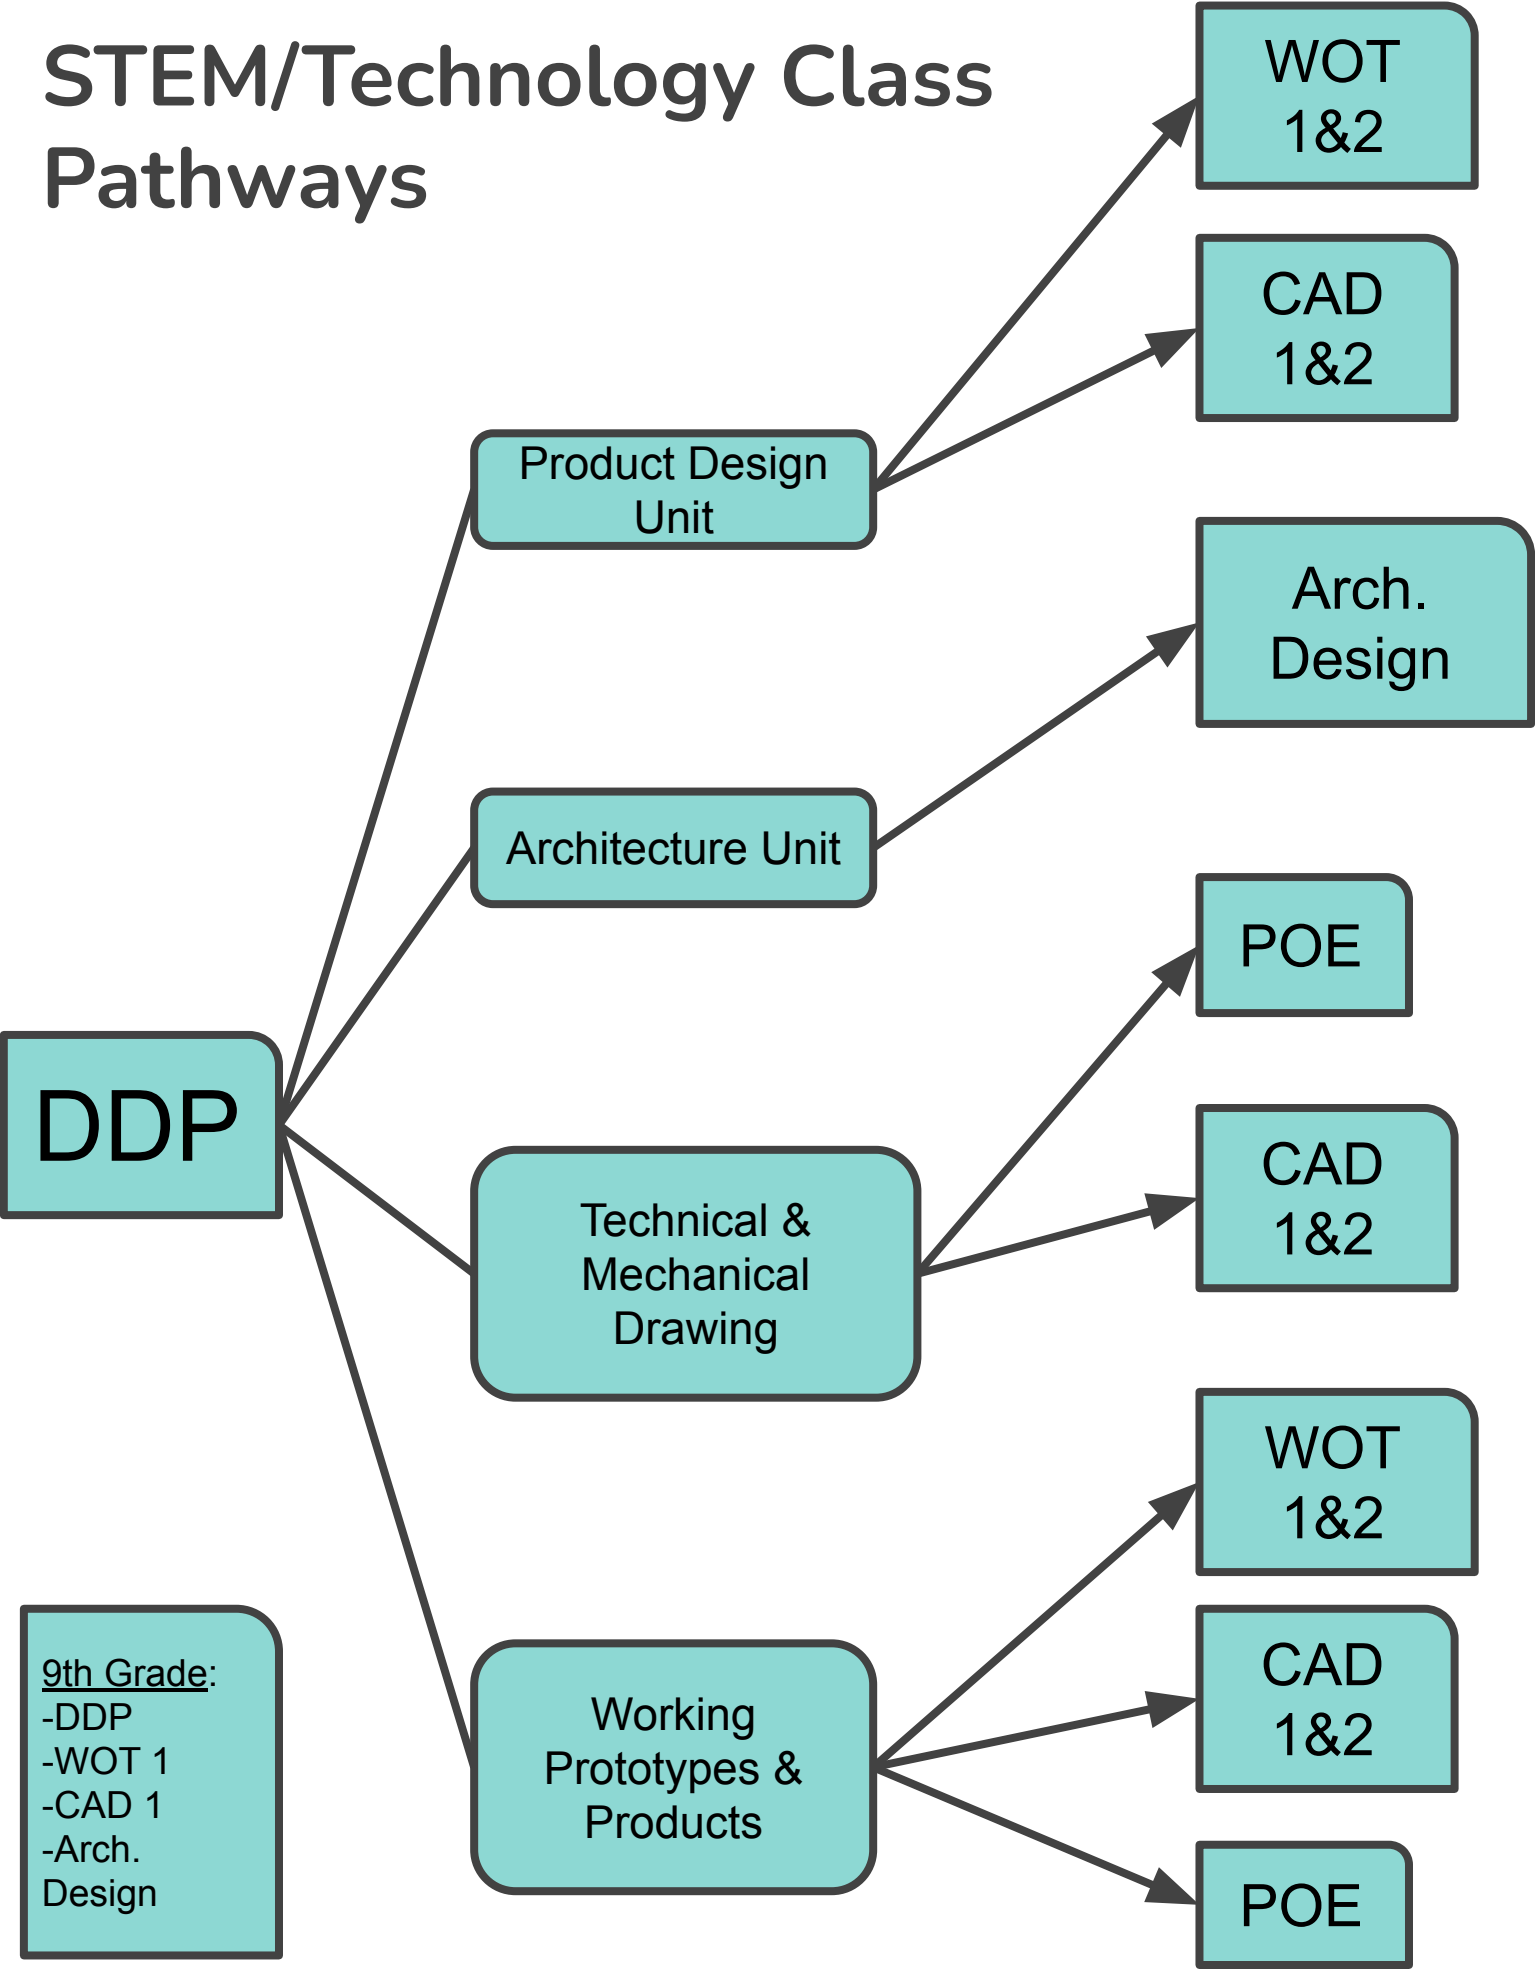 STEM/Technology Class
Pathways
WOT
1&2
CAD
1&2
Product Design
Unit
Arch.
Design
Architecture Unit
POE
DDP
CAD
1&2
Technical &
Mechanical
Drawing
WOT
1&2
CAD
1&2
Working
Prototypes &
Products
POE
9th Grade:
-DDP
-WOT 1
-CAD 1
-Arch.
Design